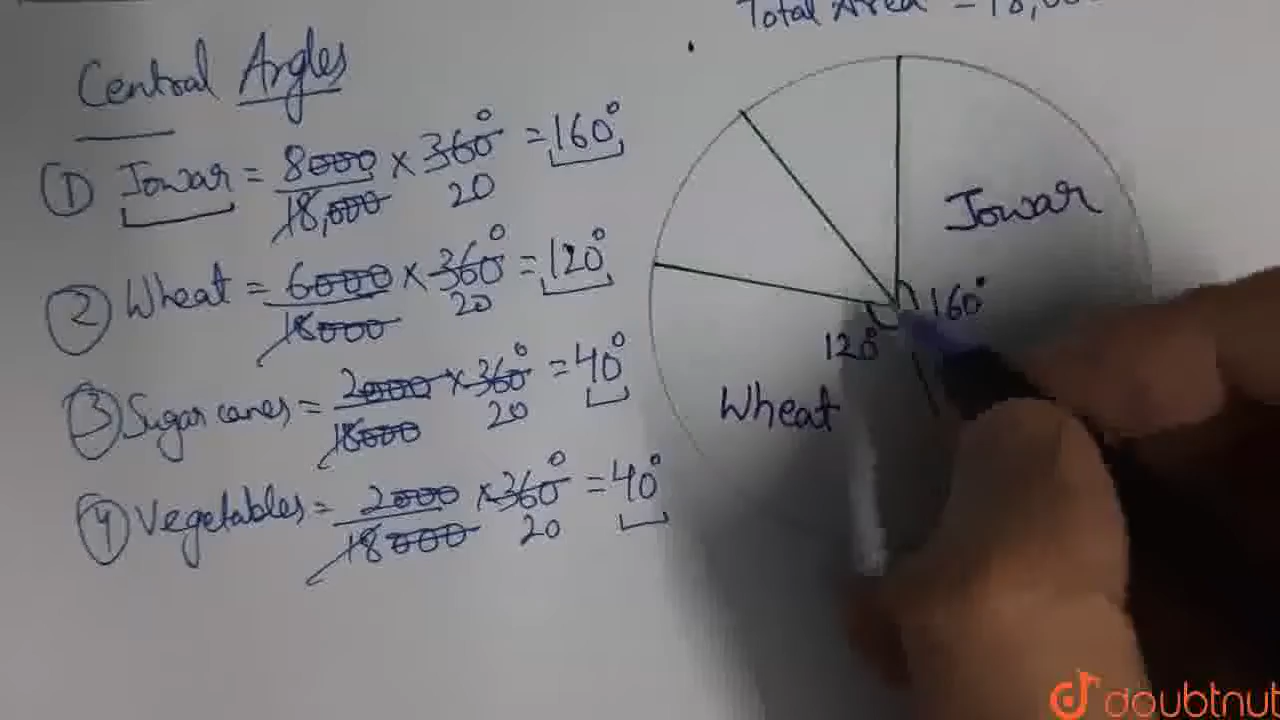 Total Area = 18,00
Central Angles
① Jowar = 8000/18,000 × 360° = 160°
20
② Wheat = 6000/18000 × 360° = 120°
20
③ Sugar canes = 2000/18000 × 360° = 40°
20
④ Vegetables = 2000/18000 × 360° = 40°
20
Jowar
160°
120°
Wheat
doubtnut